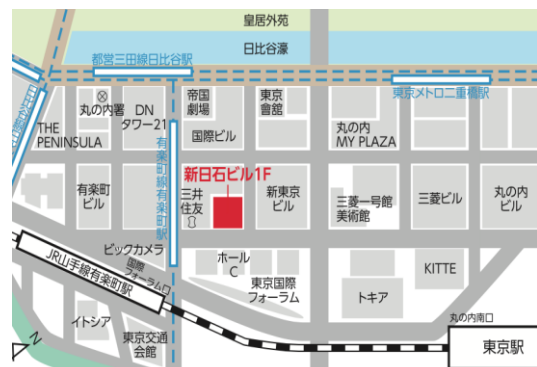 皇居外苑
日比谷濠
都営三田線日比谷駅
東京メトロ二重橋駅
丸の内署
DN
タワー21
帝国
劇場
東京
會館
THE
PENINSULA
国際ビル
丸の内
MY PLAZA
有楽町線有楽町駅
新日石ビル1F
有楽町
ビル
三井
住友
新東京
ビル
三菱一号館
美術館
三菱ビル
丸の内
ビル
ビックカメラ
国際
フォーラム口
JR山手線有楽町駅
ホール
C
東京国際
フォーラム
KITTE
トキア
イトシア
東京交通
会館
丸の内南口
東京駅
N